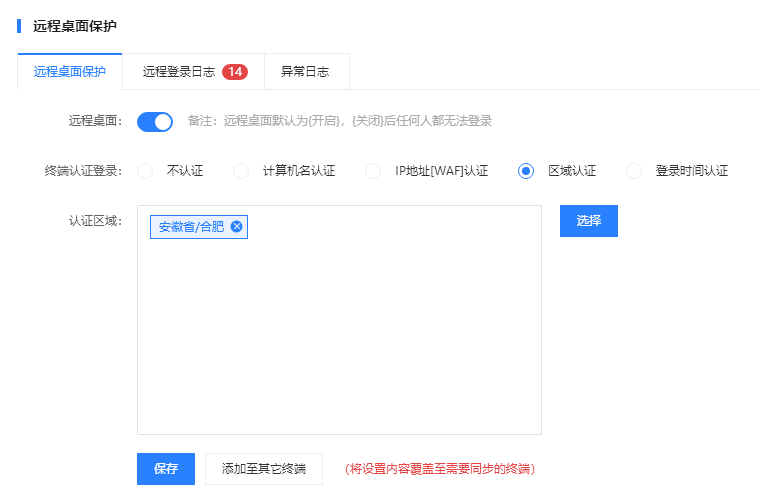 远程桌面保护
远程桌面保护 远程登录日志 14 异常日志
远程桌面： 备注：远程桌面默认为{开启}，{关闭}后任何人都无法登录
终端认证登录： 不认证 计算机名认证 IP地址[WAF]认证 区域认证 登录时间认证
认证区域： 安徽省/合肥 选择
保存 添加至其它终端 (将设置内容覆盖至需要同步的终端)